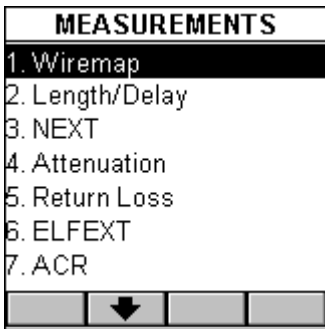 MEASUREMENTS
1. Wiremap
2. Length/Delay
3. NEXT
4. Attenuation
5. Return Loss
6. ELFEXT
7. ACR